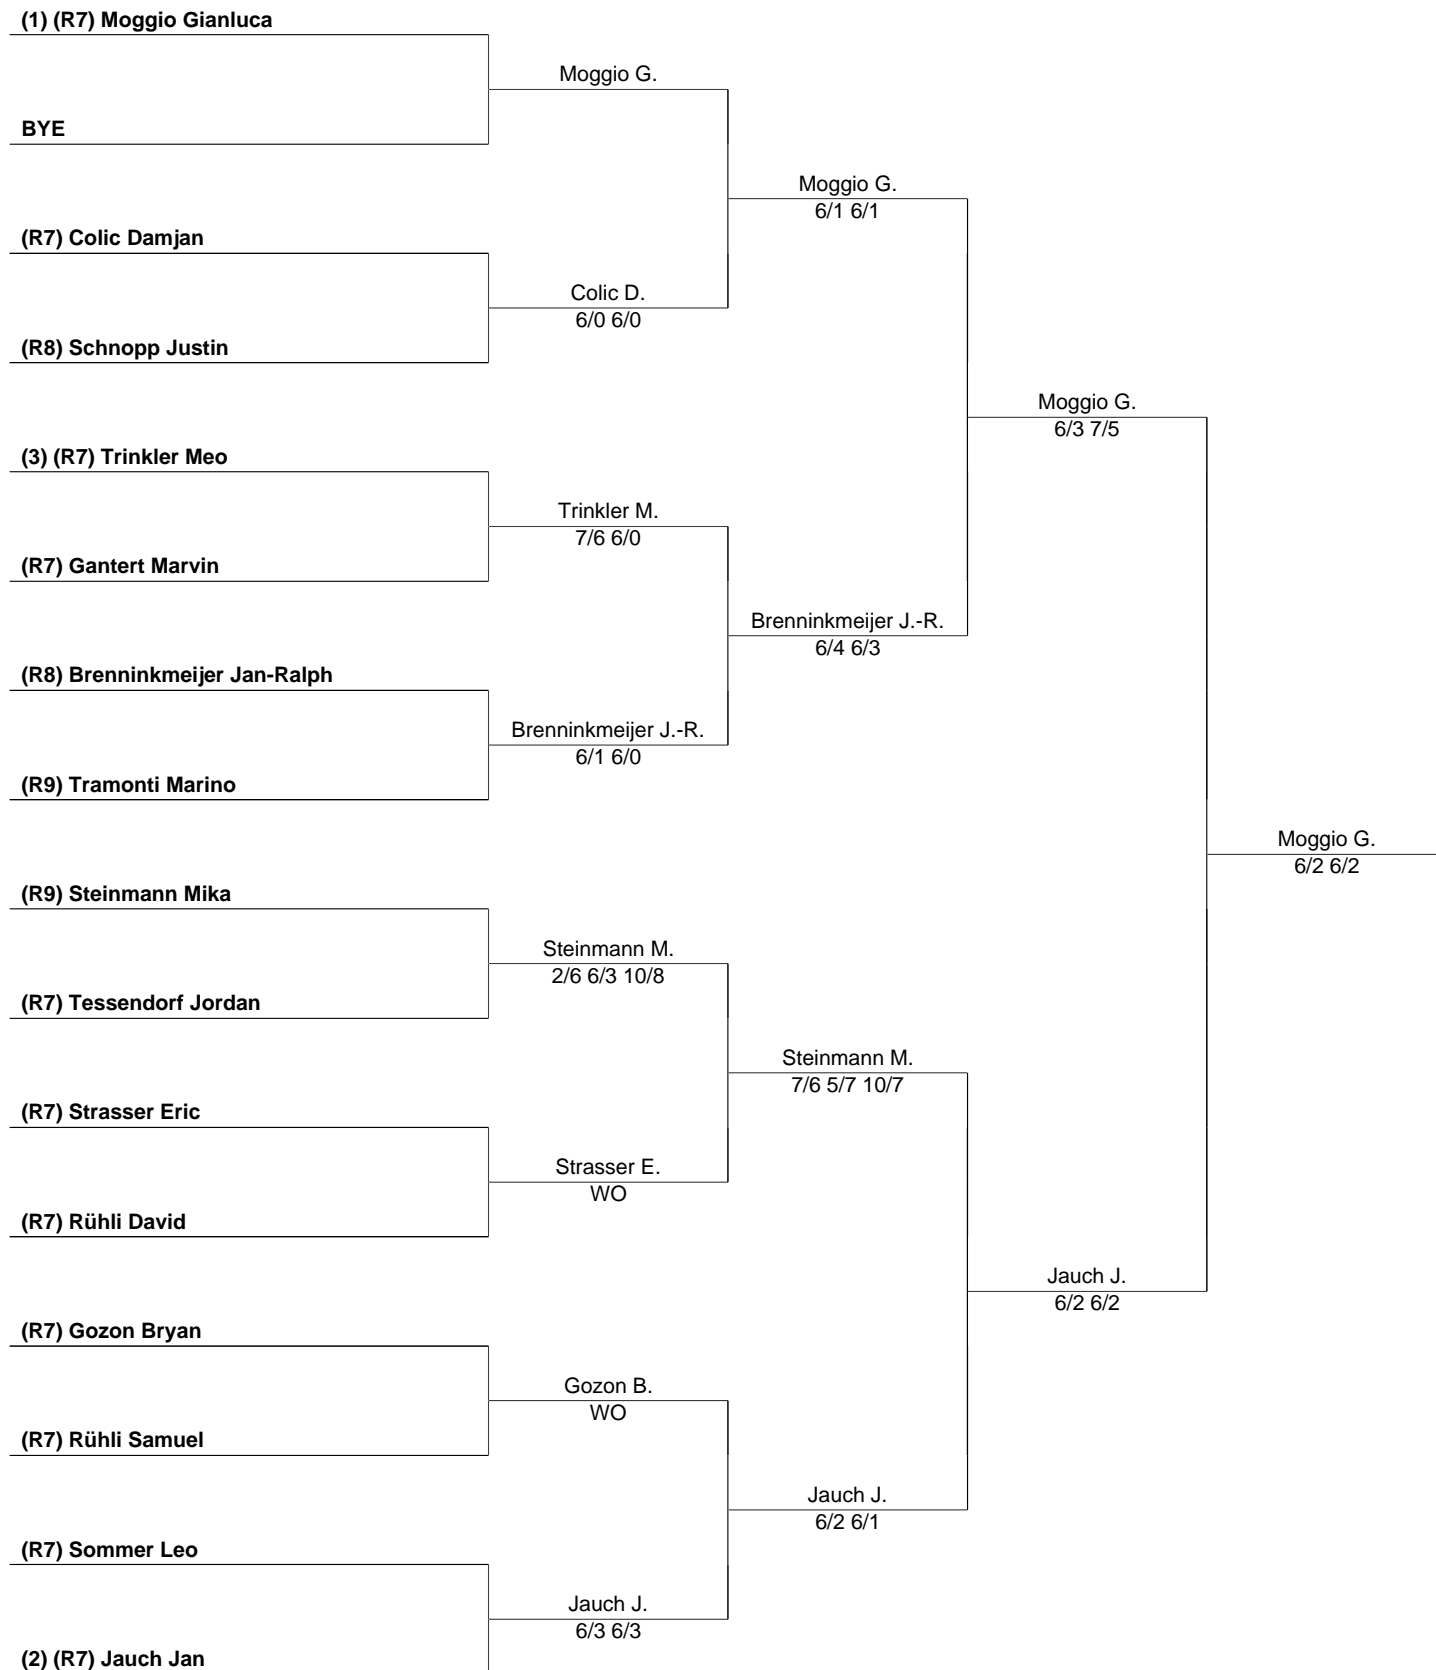 (1) (R7) Moggio Gianluca
Moggio G.
BYE
Moggio G.
6/1 6/1
(R7) Colic Damjan
Colic D.
6/0 6/0
(R8) Schnopp Justin
Moggio G.
6/3 7/5
(3) (R7) Trinkler Meo
Trinkler M.
7/6 6/0
(R7) Gantert Marvin
Brenninkmeijer J.-R.
6/4 6/3
(R8) Brenninkmeijer Jan-Ralph
Brenninkmeijer J.-R.
6/1 6/0
(R9) Tramonti Marino
Moggio G.
6/2 6/2
(R9) Steinmann Mika
Steinmann M.
2/6 6/3 10/8
(R7) Tessendorf Jordan
Steinmann M.
7/6 5/7 10/7
(R7) Strasser Eric
Strasser E.
WO
(R7) Rühli David
Jauch J.
6/2 6/2
(R7) Gozon Bryan
Gozon B.
WO
(R7) Rühli Samuel
Jauch J.
6/2 6/1
(R7) Sommer Leo
Jauch J.
6/3 6/3
(2) (R7) Jauch Jan